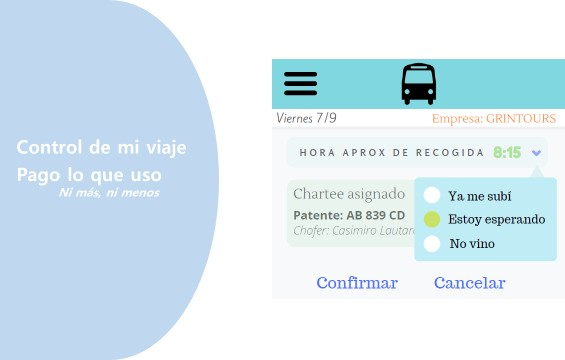 Control de mi viaje
Pago lo que uso
Ni más, ni menos
Viernes 7/9
Empresa: GRINTOURS
HORA APROX DE RECOGIDA 8:15
Chartee asignado
Patente: AB 839 CD
Chofer: Casimiro Lautaro
Ya me subí
Estoy esperando
No vino
Confirmar
Cancelar